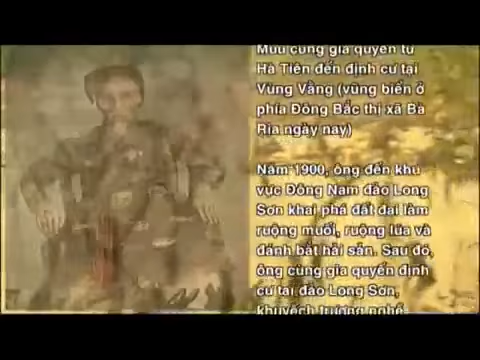 Mưu cùng gia quyến từ
Hà Tiên đến định cư tại
Vũng Vằng (vùng biển ở
phía Đông Bắc thị xã Bà
Rịa ngày nay)
Năm 1900, ông đến khu
vực Đông Nam đảo Long
Sơn khai phá đất đai làm
ruộng muối, ruộng lúa và
đánh bắt hải sản. Sau đó,
ông cùng gia quyến định
cư tại đảo Long Sơn,
khuyếch trương nghề